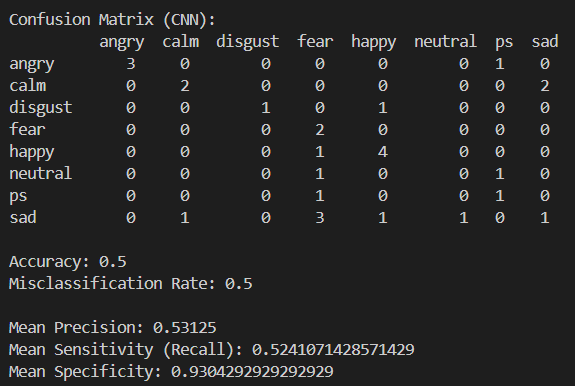 Confusion Matrix (CNN):
         angry  calm  disgust  fear  happy  neutral  ps  sad
angry        3     0        0     0      0        0   1    0
calm         0     2        0     0      0        0   0    2
disgust      0     0        1     0      1        0   0    0
fear         0     0        0     2      0        0   0    0
happy        0     0        0     1      4        0   0    0
neutral      0     0        0     1      0        0   1    0
ps           0     0        0     1      0        0   1    0
sad          0     1        0     3      1        1   0    1
Accuracy: 0.5
Misclassification Rate: 0.5
Mean Precision: 0.53125
Mean Sensitivity (Recall): 0.5241071428571429
Mean Specificity: 0.9304292929292929